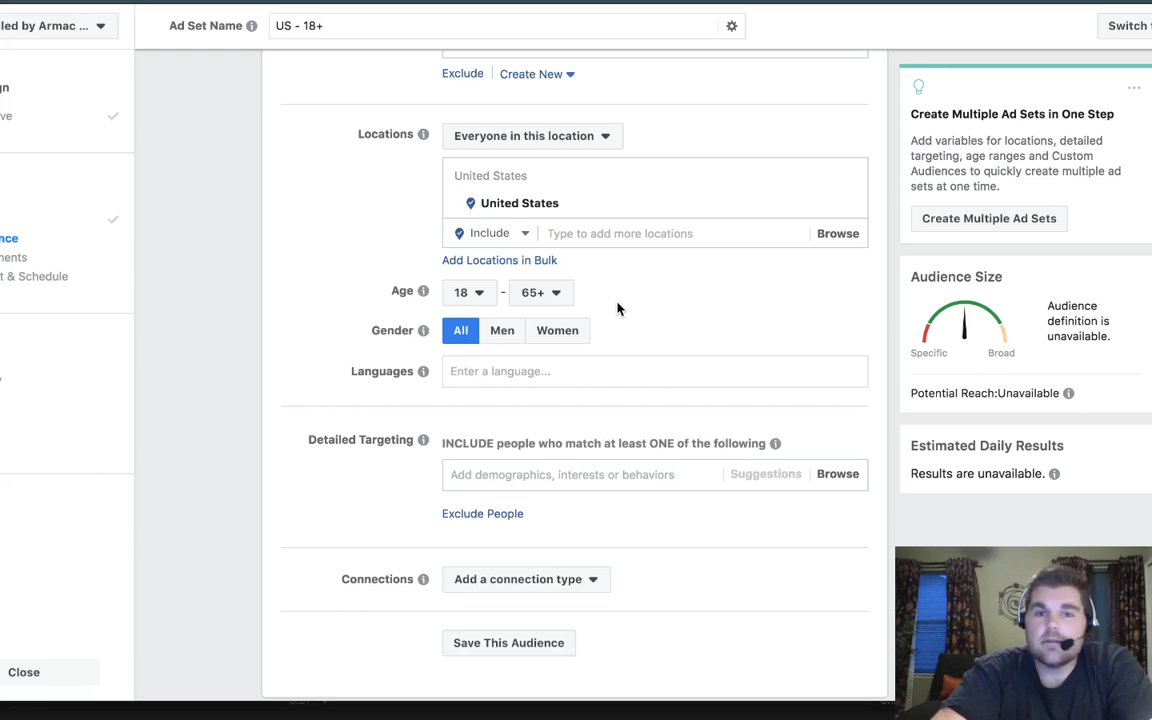 led by Armac ...
Ad Set Name
US - 18+
Switch t
gn
ve
nce
ments
t & Schedule
Close
Exclude
Create New
Locations
Everyone in this location
United States
United States
Include
Type to add more locations
Browse
Add Locations in Bulk
Age
18
-
65+
Gender
All
Men
Women
Languages
Enter a language...
Detailed Targeting
INCLUDE people who match at least ONE of the following
Add demographics, interests or behaviors
Suggestions
Browse
Exclude People
Connections
Add a connection type
Save This Audience
Create Multiple Ad Sets in One Step
Add variables for locations, detailed
targeting, age ranges and Custom
Audiences to quickly create multiple ad
sets at one time.
Create Multiple Ad Sets
Audience Size
Specific
Broad
Audience
definition is
unavailable.
Potential Reach:Unavailable
Estimated Daily Results
Results are unavailable.